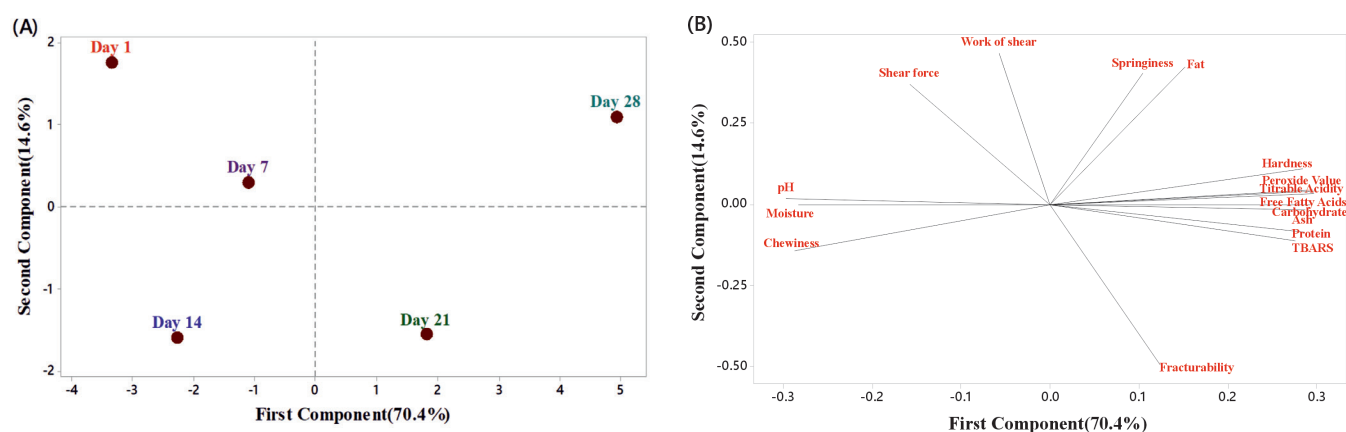 (A)
Second Component(14.6%)
2
1
0
-1
-2
Day 1
Day 28
Day 7
Day 14
Day 21
-4
-3
-2
-1
0
1
2
3
4
5
First Component(70.4%)
(B)
Second Component(14.6%)
0.50
0.25
0.00
-0.25
-0.50
Work of shear
Shear force
Springiness
Fat
Hardness
Peroxide Value
Titrable Acidity
Free Fatty Acids
Carbohydrate
Ash
Protein
TBARS
pH
Moisture
Chewiness
Fracturability
-0.3
-0.2
-0.1
0.0
0.1
0.2
0.3
First Component(70.4%)